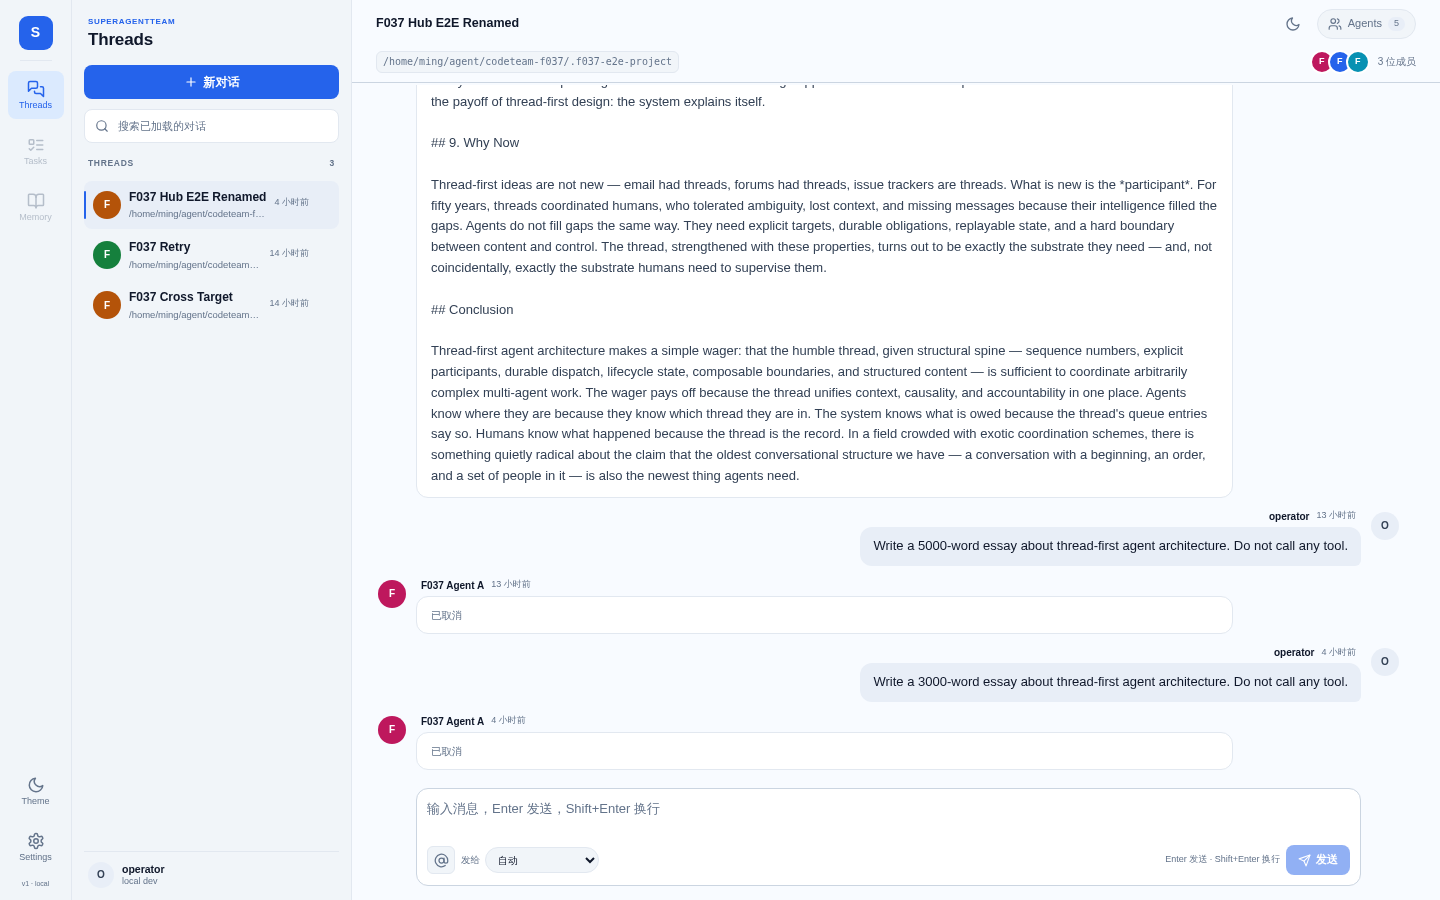 S
Threads
Tasks
Memory
Theme
Settings
v1 · local
SUPERAGENTTEAM
Threads
新对话
搜索已加载的对话
THREADS 3
F F037 Hub E2E Renamed 4 小时前
/home/ming/agent/codeteam-f…
F F037 Retry 14 小时前
/home/ming/agent/codeteam…
F F037 Cross Target 14 小时前
/home/ming/agent/codeteam…
O operator
local dev
F037 Hub E2E Renamed
Agents 5
/home/ming/agent/codeteam-f037/.f037-e2e-project
F F F 3 位成员
the payoff of thread-first design: the system explains itself.
## 9. Why Now
Thread-first ideas are not new — email had threads, forums had threads, issue trackers are threads. What is new is the *participant*. For
fifty years, threads coordinated humans, who tolerated ambiguity, lost context, and missing messages because their intelligence filled the
gaps. Agents do not fill gaps the same way. They need explicit targets, durable obligations, replayable state, and a hard boundary
between content and control. The thread, strengthened with these properties, turns out to be exactly the substrate they need — and, not
coincidentally, exactly the substrate humans need to supervise them.
## Conclusion
Thread-first agent architecture makes a simple wager: that the humble thread, given structural spine — sequence numbers, explicit
participants, durable dispatch, lifecycle state, composable boundaries, and structured content — is sufficient to coordinate arbitrarily
complex multi-agent work. The wager pays off because the thread unifies context, causality, and accountability in one place. Agents
know where they are because they know which thread they are in. The system knows what is owed because the thread's queue entries
say so. Humans know what happened because the thread is the record. In a field crowded with exotic coordination schemes, there is
something quietly radical about the claim that the oldest conversational structure we have — a conversation with a beginning, an order,
and a set of people in it — is also the newest thing agents need.
operator 13 小时前
O
Write a 5000-word essay about thread-first agent architecture. Do not call any tool.
F F037 Agent A 13 小时前
已取消
operator 4 小时前
O
Write a 3000-word essay about thread-first agent architecture. Do not call any tool.
F F037 Agent A 4 小时前
已取消
输入消息，Enter 发送，Shift+Enter 换行
发给 自动 Enter 发送 · Shift+Enter 换行 发送